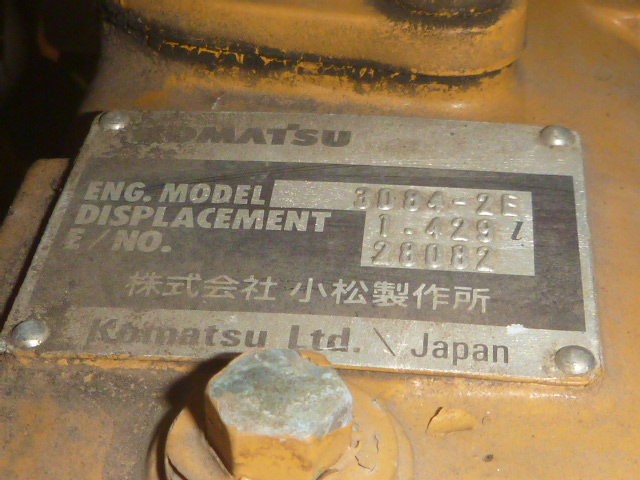 KOMATSU
ENG. MODEL 3D84-2E
DISPLACEMENT 1.429 l
E/NO. 28082
株式会社 小松製作所
Komatsu Ltd. \ Japan